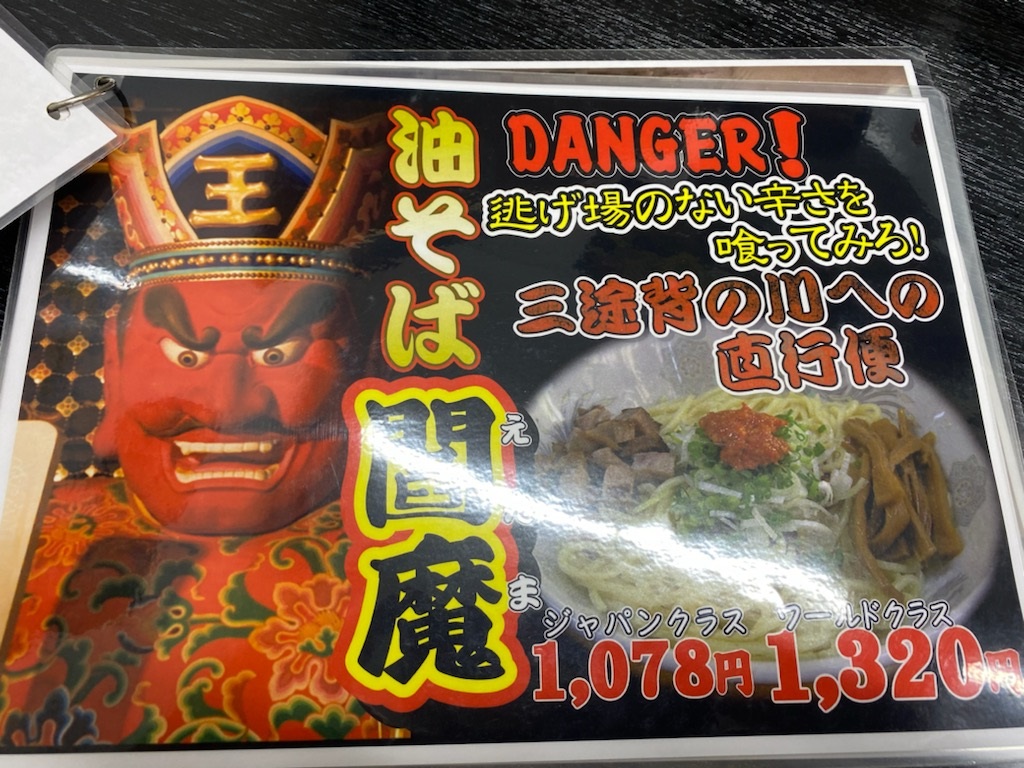 王
油そば
閻魔
えんま
DANGER!
逃げ場のない辛さを
喰ってみろ!
三途背の川への
直行便
ジャパンクラス ワールドクラス
1,078円 1,320円